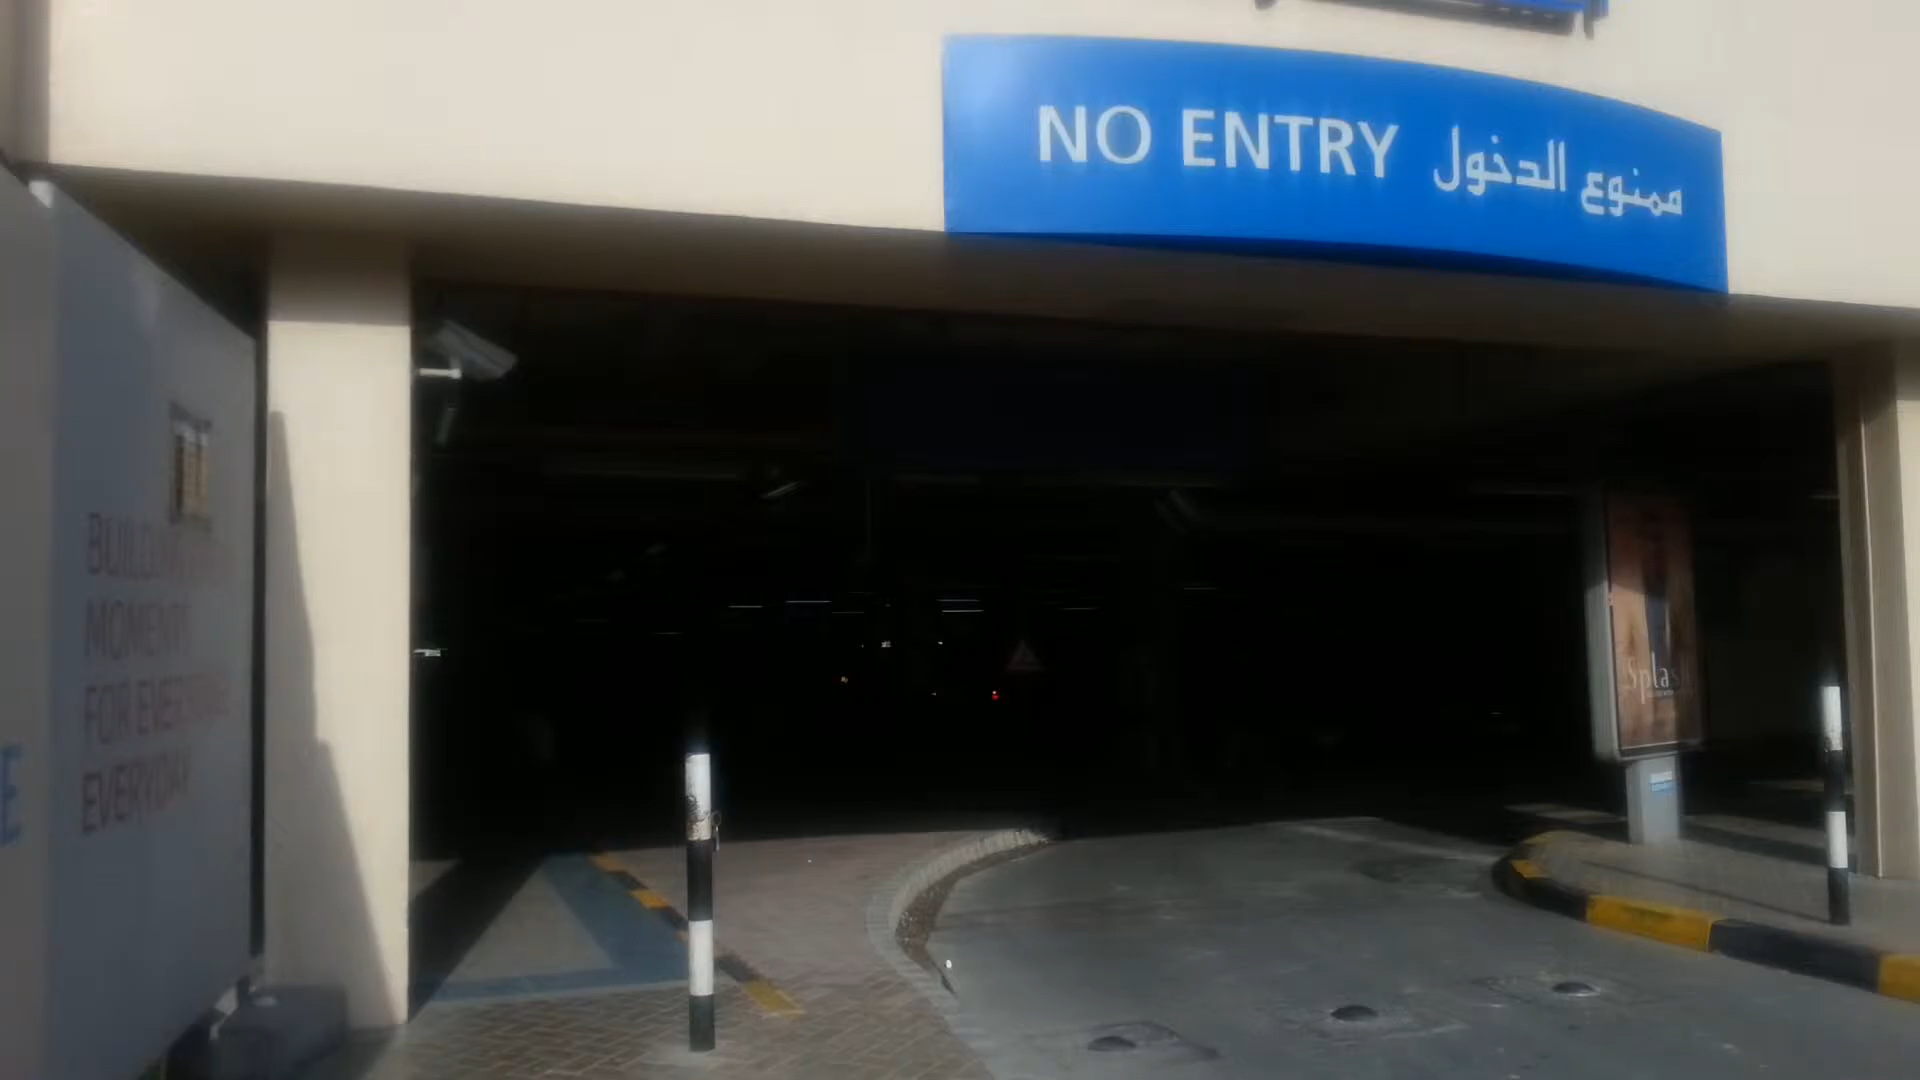 NO ENTRY ممنوع الدخول
BUILDING
MOMENTS
FOR EVERYONE
EVERYDAY
E
Splash